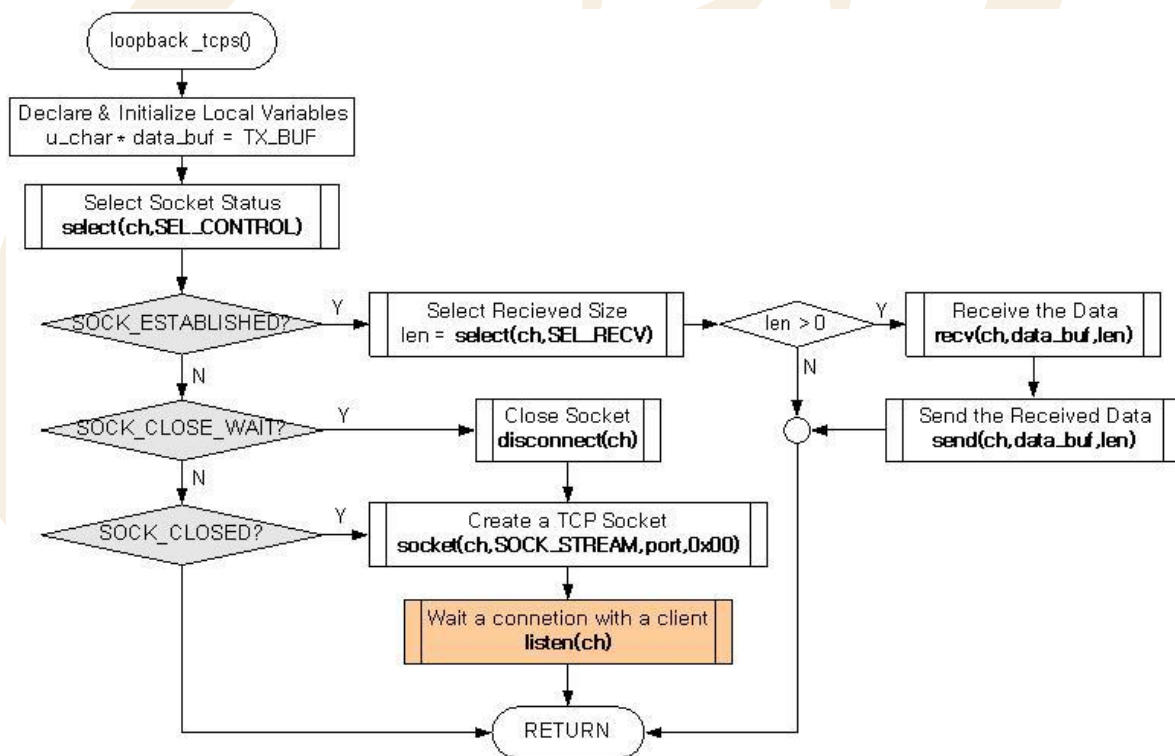 loopback_tcps()
Declare & Initialize Local Variables
u_char* data_buf = TX_BUF
Select Socket Status
select(ch,SEL_CONTROL)
SOCK_ESTABLISHED?
Y
Select Recieved Size
len = select(ch,SEL_RECV)
len > 0
Y
Receive the Data
recv(ch,data_buf,len)
N
N
SOCK_CLOSE_WAIT?
Y
Close Socket
disconnect(ch)
Send the Received Data
send(ch,data_buf,len)
N
SOCK_CLOSED?
Y
Create a TCP Socket
socket(ch,SOCK_STREAM,port,0x00)
Wait a connetion with a client
listen(ch)
RETURN